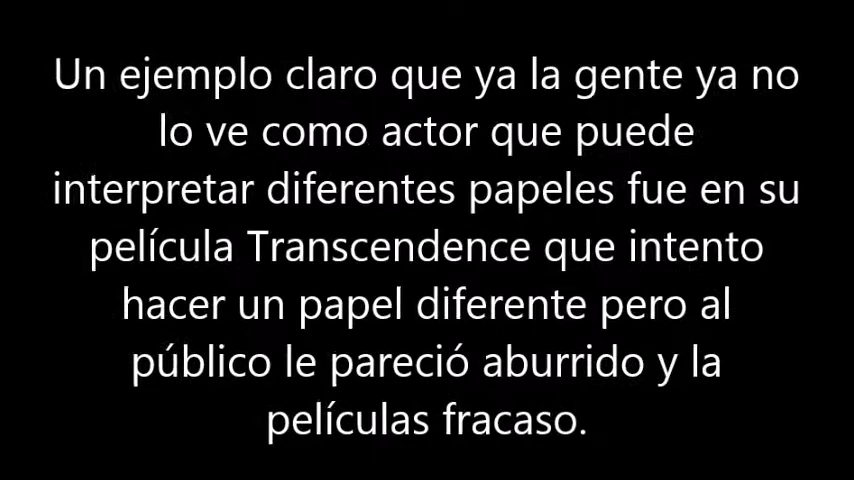 Un ejemplo claro que ya la gente ya no
lo ve como actor que puede
interpretar diferentes papeles fue en su
película Transcendence que intento
hacer un papel diferente pero al
público le pareció aburrido y la
películas fracaso.